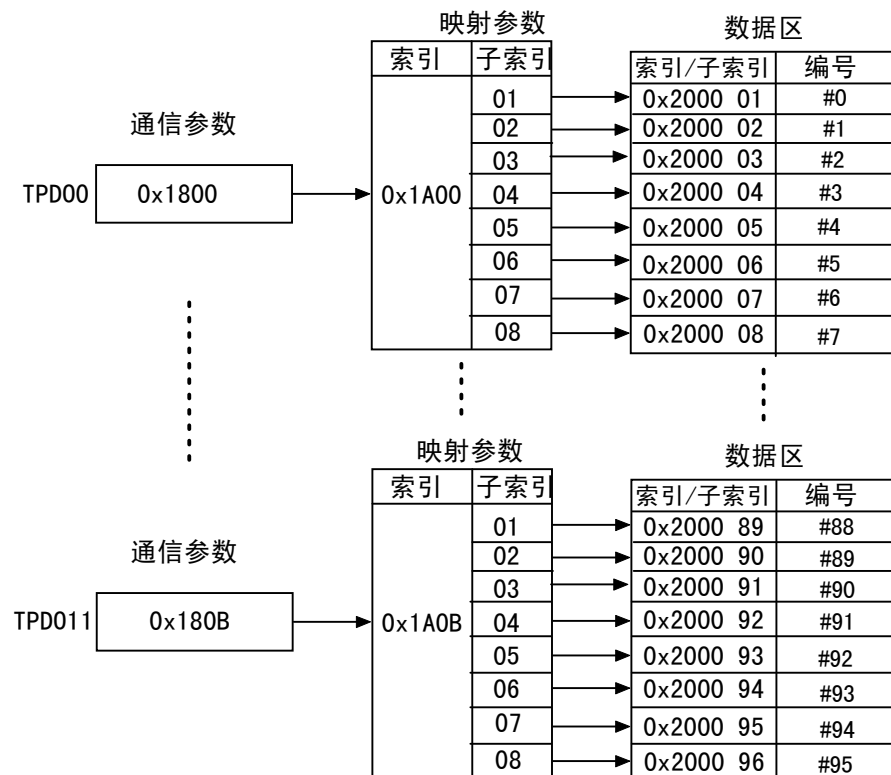 映射参数
数据区
索引 子索引
索引/子索引 编号
通信参数
TPDO0 0x1800
0x1A00
01 0x2000 01 #0
02 0x2000 02 #1
03 0x2000 03 #2
04 0x2000 04 #3
05 0x2000 05 #4
06 0x2000 06 #5
07 0x2000 07 #6
08 0x2000 08 #7
映射参数
数据区
索引 子索引
索引/子索引 编号
通信参数
TPDO11 0x180B
0x1A0B
01 0x2000 89 #88
02 0x2000 90 #89
03 0x2000 91 #90
04 0x2000 92 #91
05 0x2000 93 #92
06 0x2000 94 #93
07 0x2000 95 #94
08 0x2000 96 #95